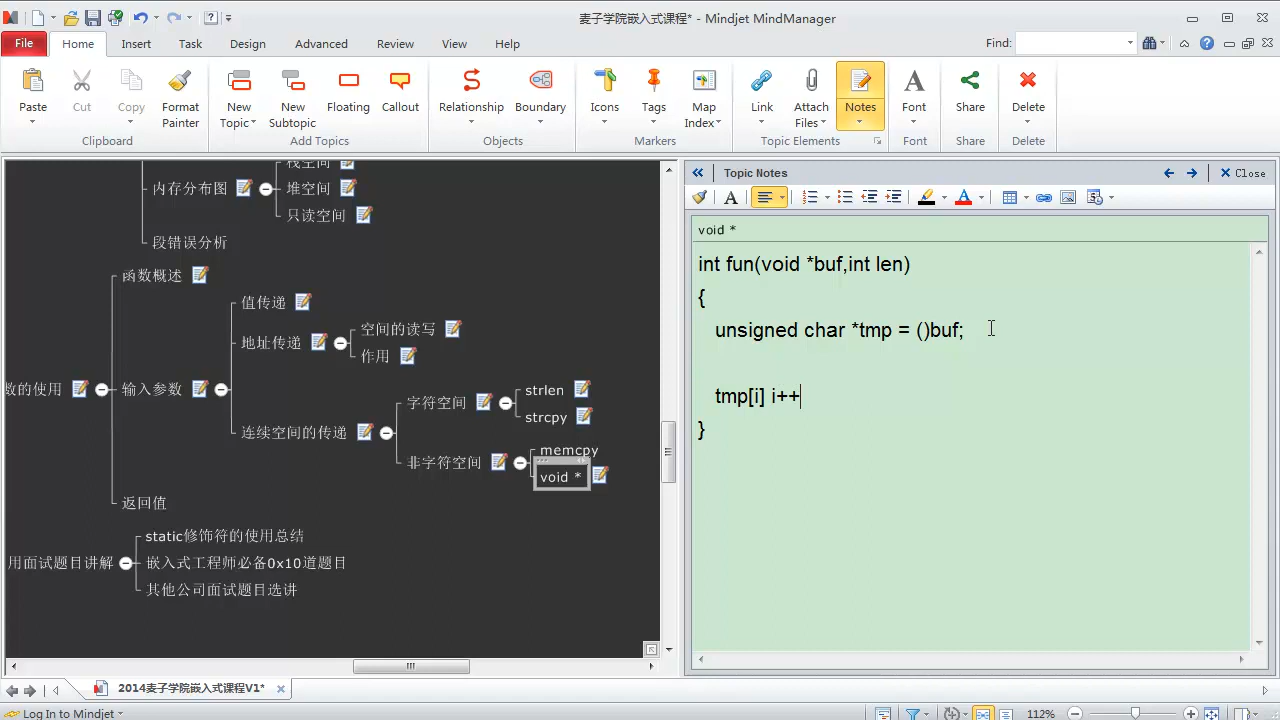 麦子学院嵌入式课程* - Mindjet MindManager
File Home Insert Task Design Advanced Review View Help Find:
Paste Cut Copy Format Painter New Topic New Subtopic Floating Callout Relationship Boundary Icons Tags Map Index Link Attach Files Notes Font Share Delete
Clipboard Add Topics Objects Markers Topic Elements Font Share Delete
栈空间
内存分布图
堆空间
只读空间
段错误分析
函数概述
值传递
空间的读写
地址传递
作用
数的使用
输入参数
strlen
字符空间
strcpy
连续空间的传递
memcpy
非字符空间
void *
返回值
static修饰符的使用总结
用面试题目讲解
嵌入式工程师必备0x10道题目
其他公司面试题目选讲
Topic Notes
Close
void *
int fun(void *buf,int len)
{
unsigned char *tmp = ()buf;
tmp[i] i++
}
2014麦子学院嵌入式课程V1*
Log In to Mindjet
112%